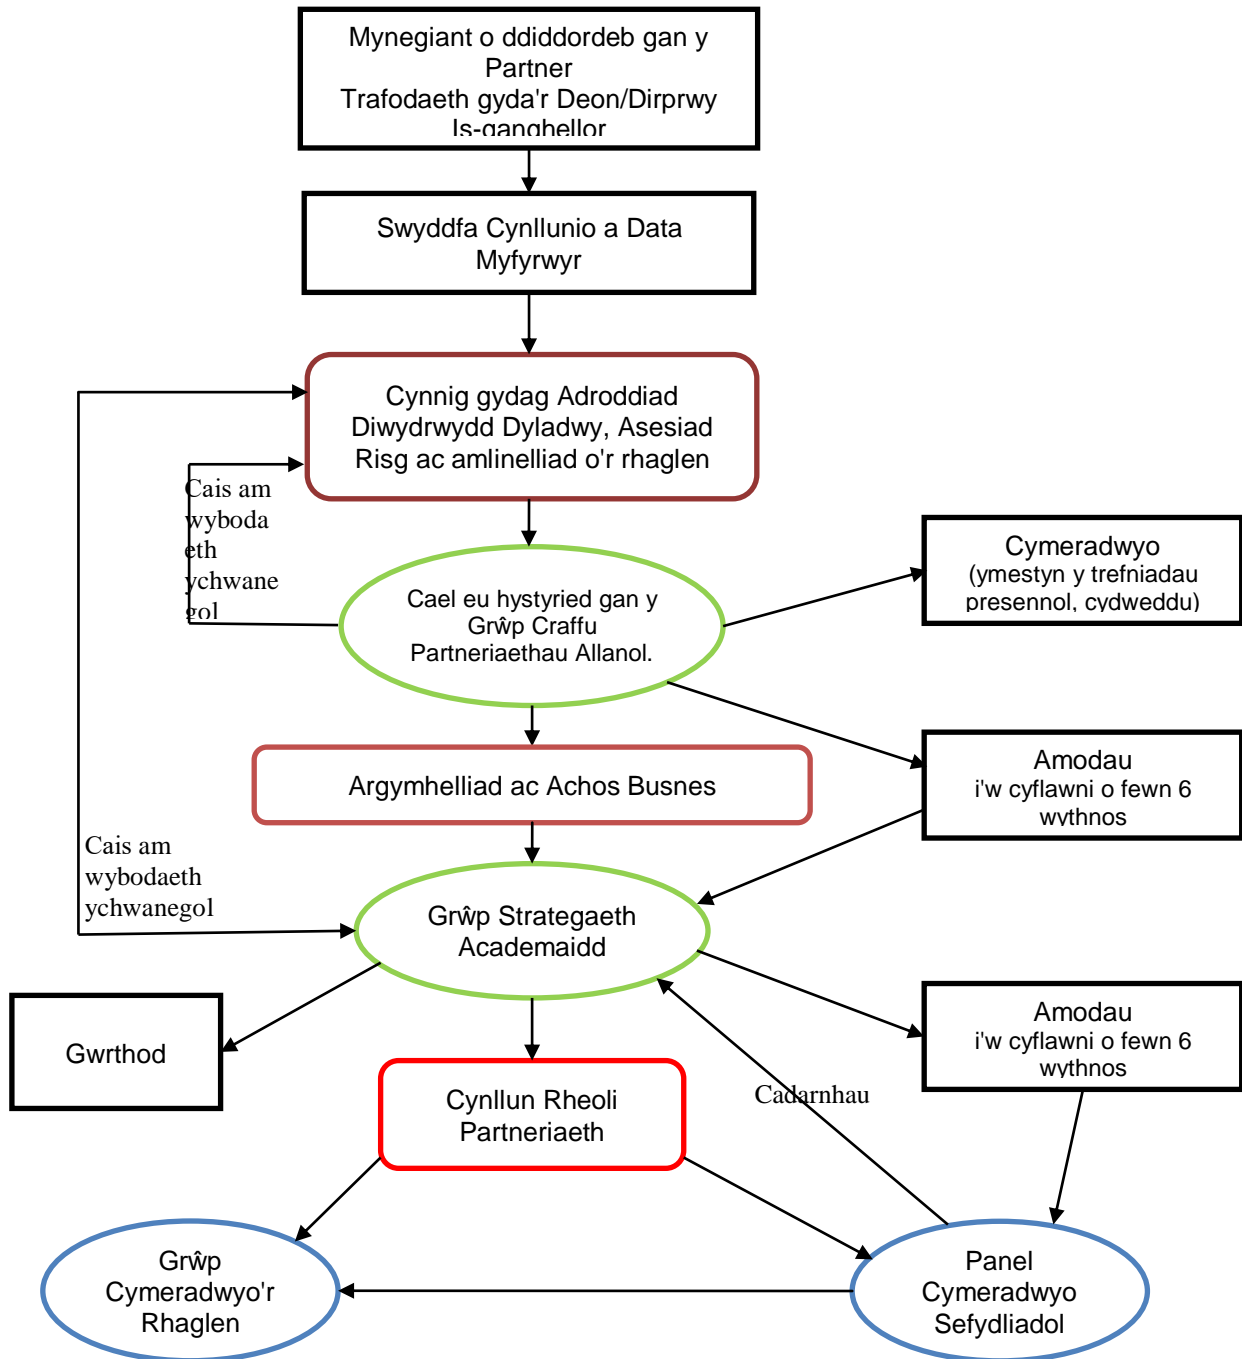 Mynegiant o ddiddordeb gan y
Partner
Trafodaeth gyda'r Deon/Dirprwy
Is-ganghellor
Swyddfa Cynllunio a Data
Myfyrwyr
Cynnig gydag Adroddiad
Diwydrwydd Dyladwy, Asesiad
Risg ac amlinelliad o'r rhaglen
Cais am
wyboda
eth
ychwane
gol
Cael eu hystyried gan y
Grŵp Craffu
Partneriaethau Allanol.
Cymeradwyo
(ymestyn y trefniadau
presennol, cydweddu)
Argymhelliad ac Achos Busnes
Amodau
i'w cyflawni o fewn 6
wythnos
Cais am
wybodaeth
ychwanegol
Grŵp Strategaeth
Academaidd
Gwrthod
Amodau
i'w cyflawni o fewn 6
wythnos
Cynllun Rheoli
Partneriaeth
Cadarnhau
Grŵp
Cymeradwyo'r
Rhaglen
Panel
Cymeradwyo
Sefydliadol